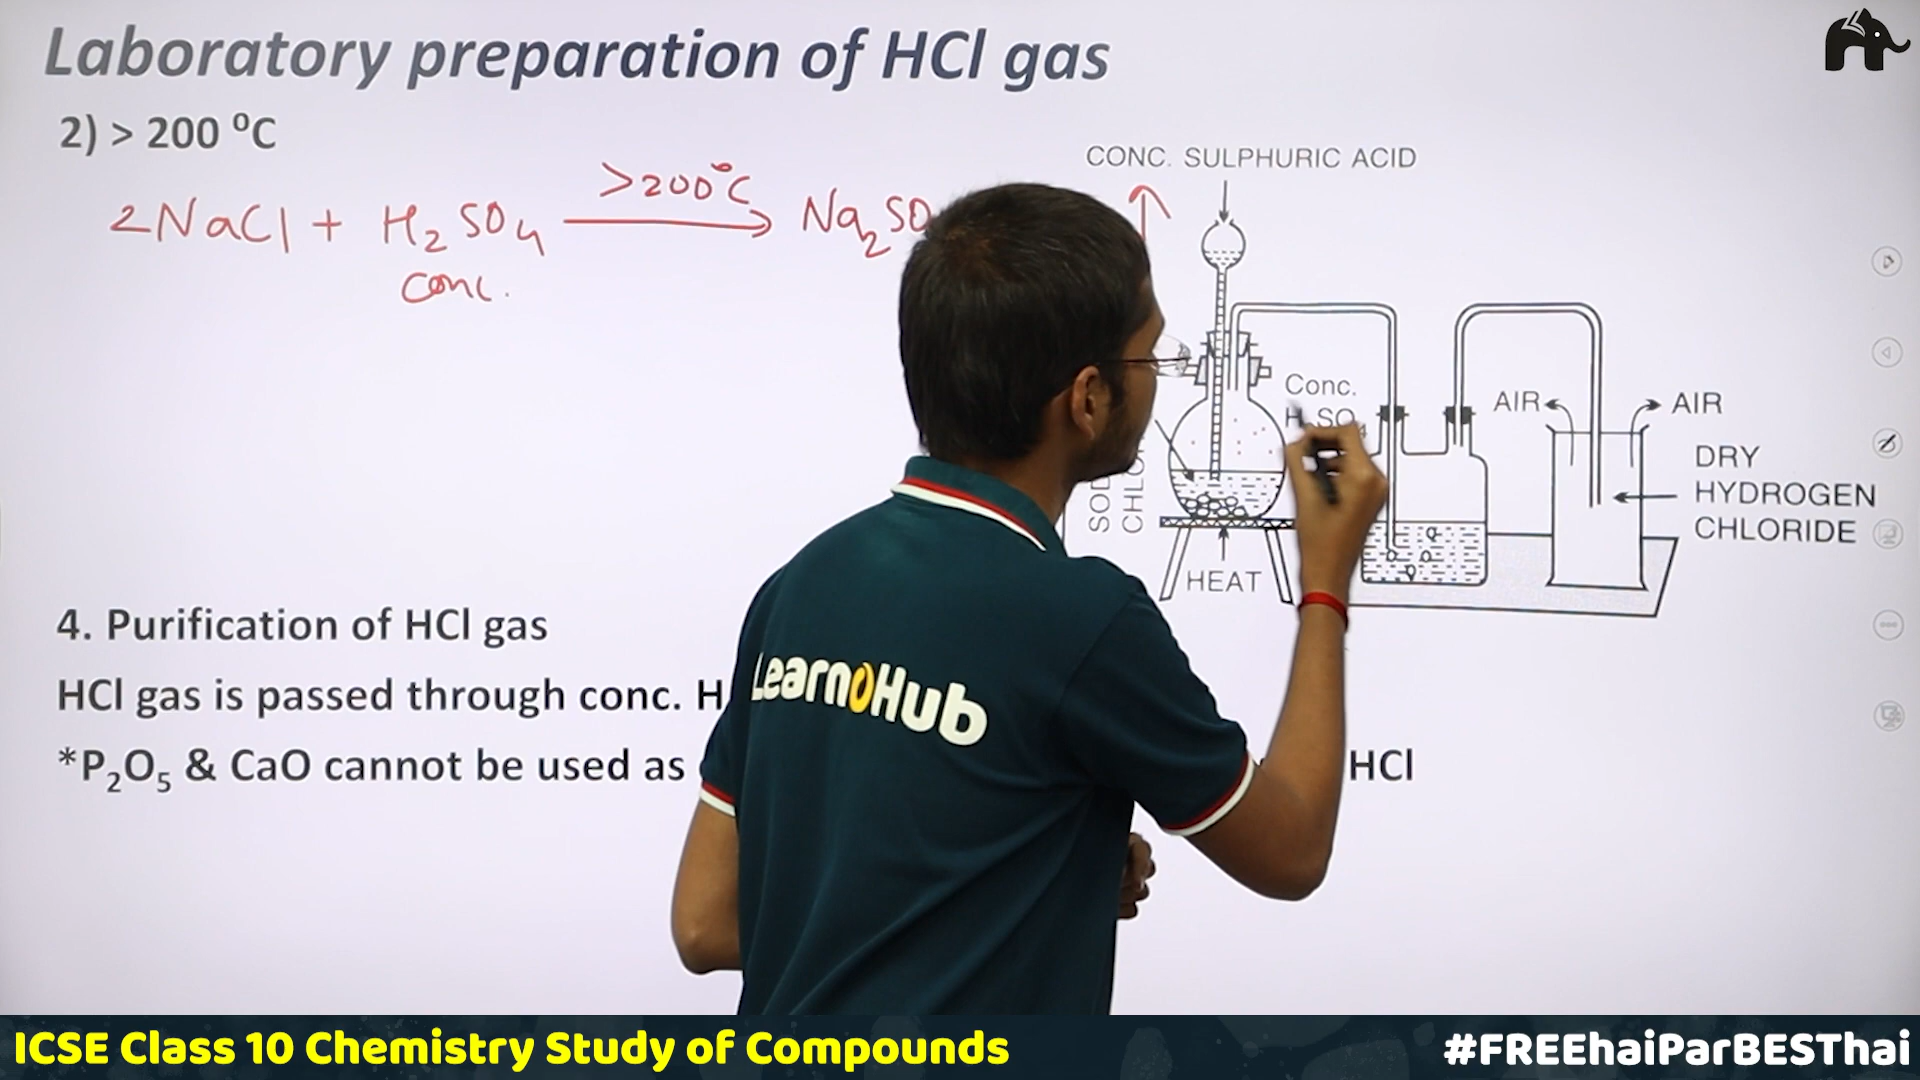 Laboratory preparation of HCl gas
2) > 200 ⁰C
2NaCl + H₂SO₄ >200°C Na₂SO
conc.
CONC. SULPHURIC ACID
Conc.
H₂SO₄
AIR
AIR
DRY
HYDROGEN
CHLORIDE
HEAT
4. Purification of HCl gas
HCl gas is passed through conc. H
*P₂O₅ & CaO cannot be used as
HCl
LearnoHub
ICSE Class 10 Chemistry Study of Compounds
#FREEhaiParBESThai